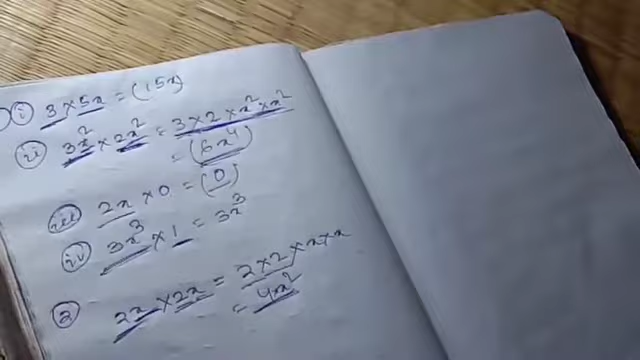 (i) 3 × 5x = (15x)
(ii) 3x² × 2x² = 3 × 2 × x² × x²
= (6x⁴)
(iii) 2x × 0 = (0)
(iv) 3x³ × 1 = 3x³
(2) 2x × 2x = 2 × 2 × x × x
= 4x²